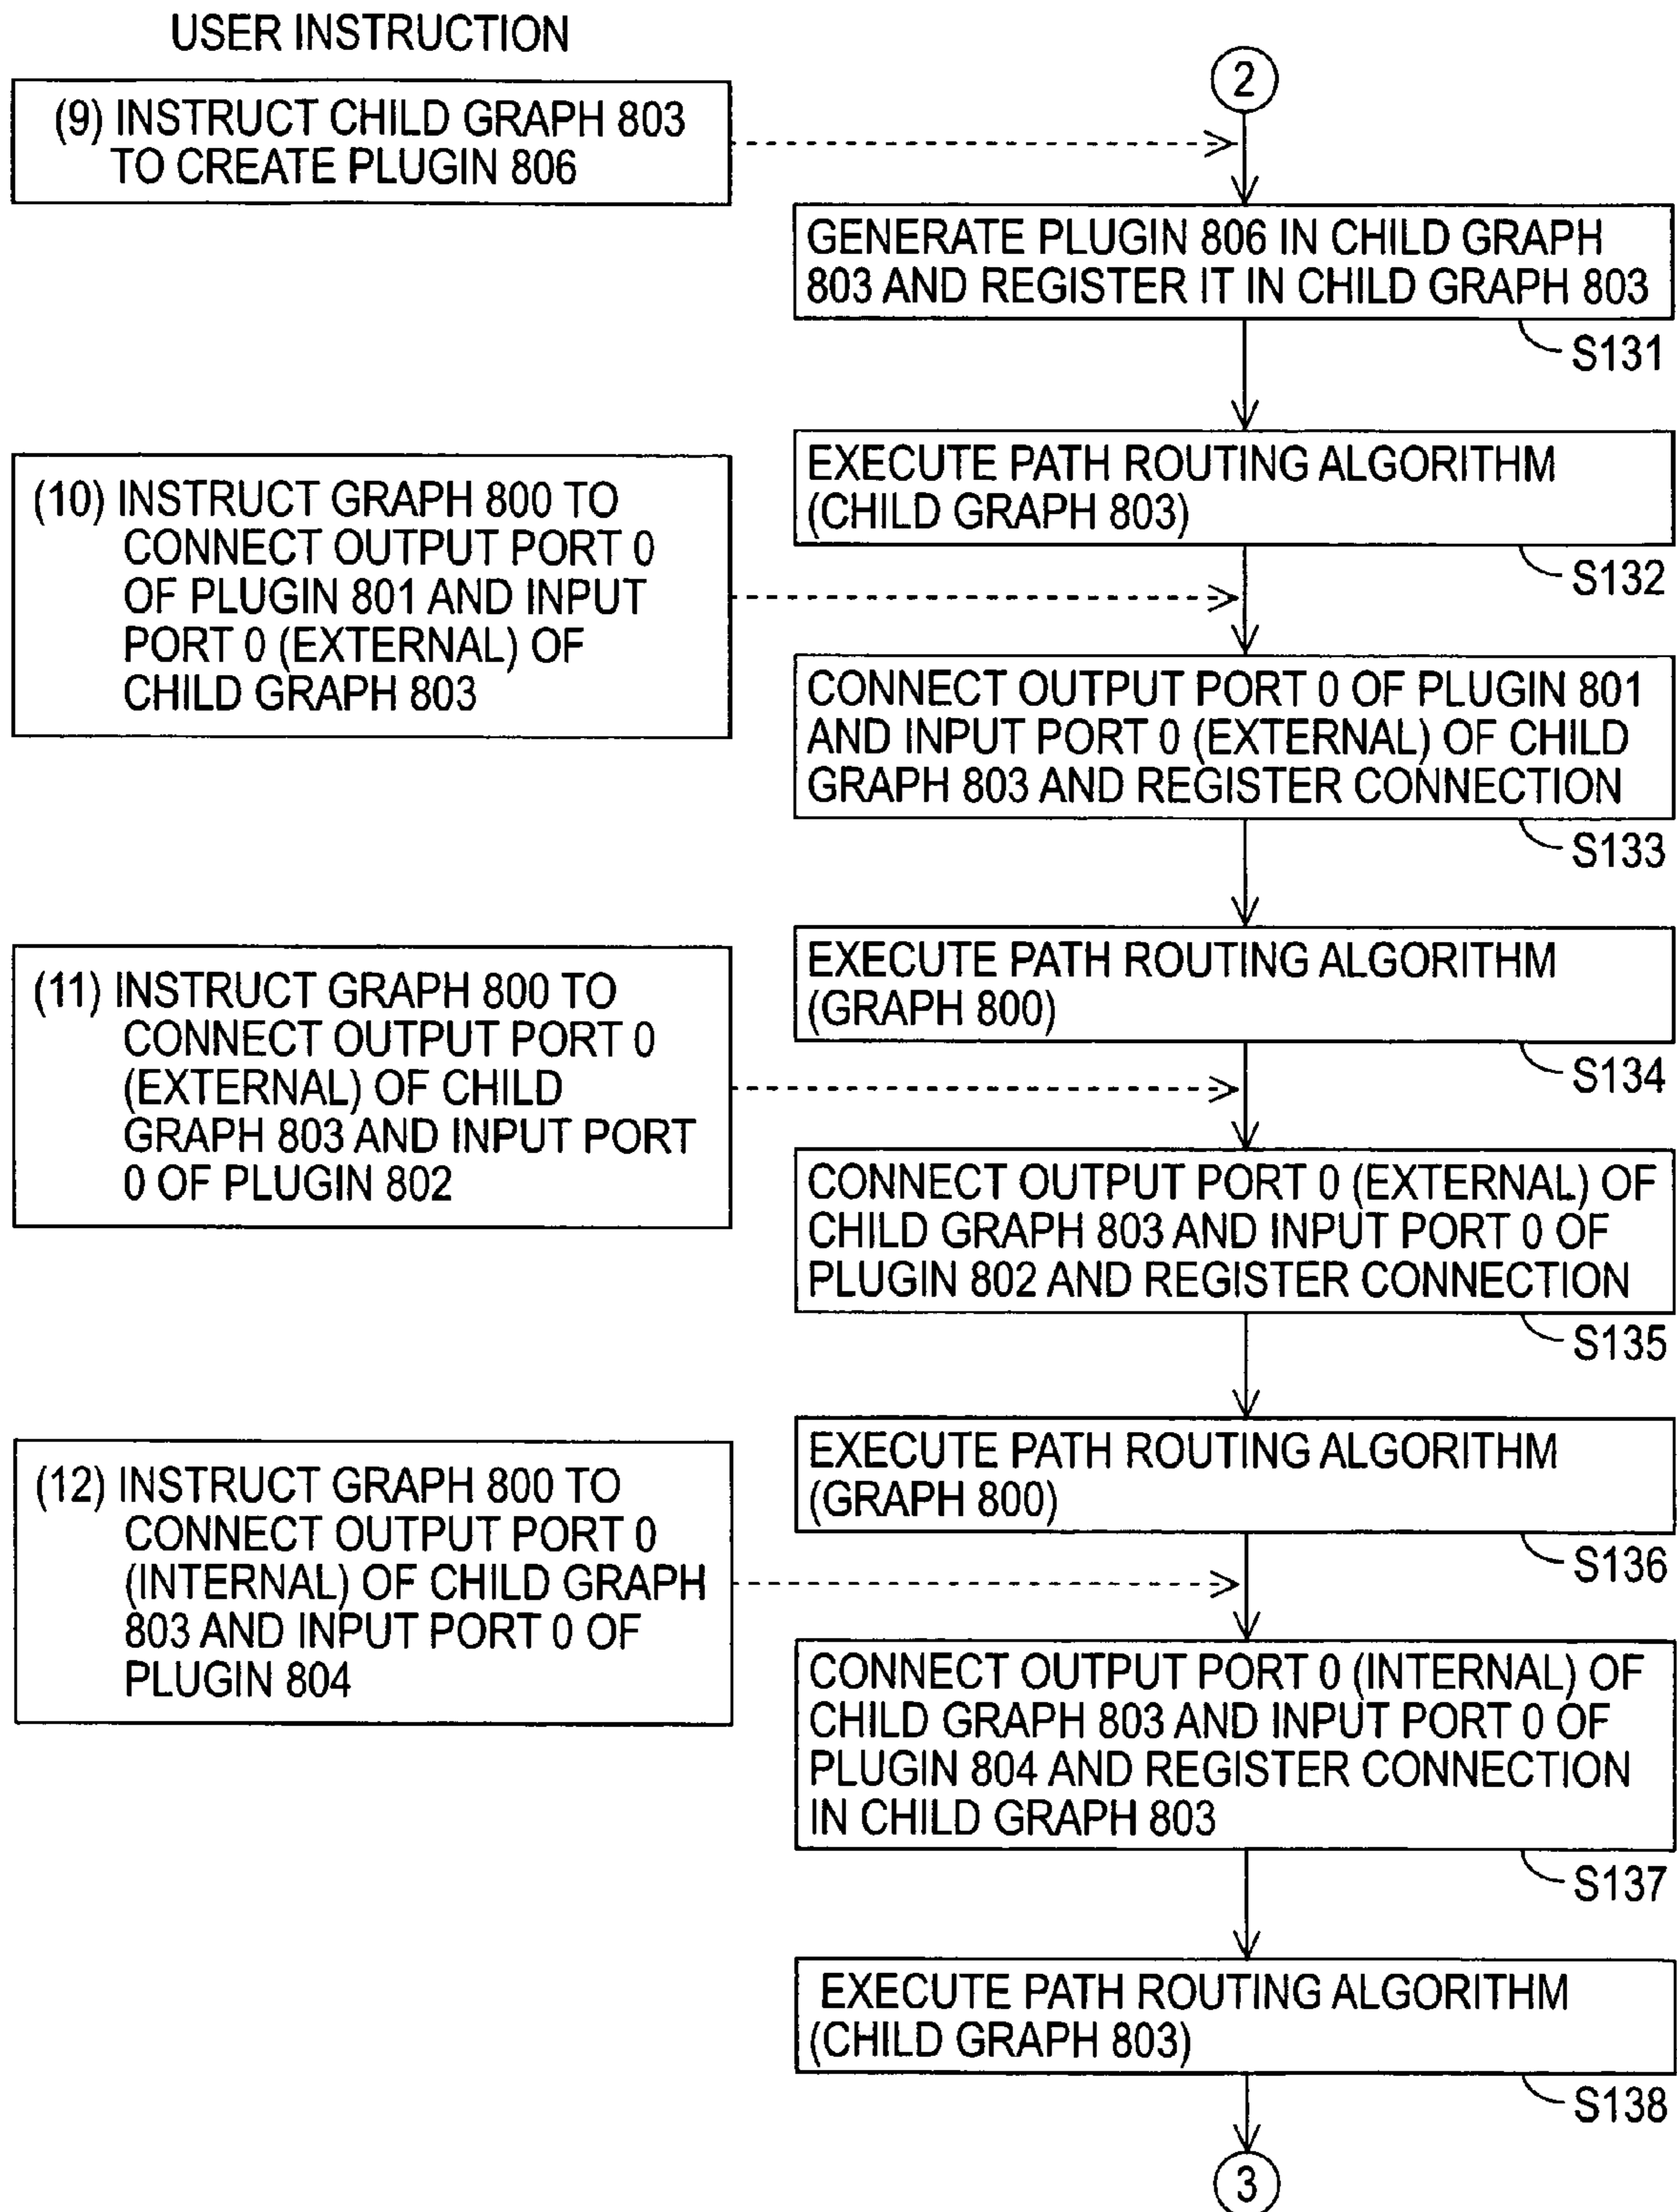 USER INSTRUCTION
2
(9) INSTRUCT CHILD GRAPH 803
TO CREATE PLUGIN 806
GENERATE PLUGIN 806 IN CHILD GRAPH
803 AND REGISTER IT IN CHILD GRAPH 803
S131
EXECUTE PATH ROUTING ALGORITHM
(CHILD GRAPH 803)
S132
(10) INSTRUCT GRAPH 800 TO
CONNECT OUTPUT PORT 0
OF PLUGIN 801 AND INPUT
PORT 0 (EXTERNAL) OF
CHILD GRAPH 803
CONNECT OUTPUT PORT 0 OF PLUGIN 801
AND INPUT PORT 0 (EXTERNAL) OF CHILD
GRAPH 803 AND REGISTER CONNECTION
S133
EXECUTE PATH ROUTING ALGORITHM
(GRAPH 800)
S134
(11) INSTRUCT GRAPH 800 TO
CONNECT OUTPUT PORT 0
(EXTERNAL) OF CHILD
GRAPH 803 AND INPUT PORT
0 OF PLUGIN 802
CONNECT OUTPUT PORT 0 (EXTERNAL) OF
CHILD GRAPH 803 AND INPUT PORT 0 OF
PLUGIN 802 AND REGISTER CONNECTION
S135
EXECUTE PATH ROUTING ALGORITHM
(GRAPH 800)
S136
(12) INSTRUCT GRAPH 800 TO
CONNECT OUTPUT PORT 0
(INTERNAL) OF CHILD GRAPH
803 AND INPUT PORT 0 OF
PLUGIN 804
CONNECT OUTPUT PORT 0 (INTERNAL) OF
CHILD GRAPH 803 AND INPUT PORT 0 OF
PLUGIN 804 AND REGISTER CONNECTION
IN CHILD GRAPH 803
S137
EXECUTE PATH ROUTING ALGORITHM
(CHILD GRAPH 803)
S138
3